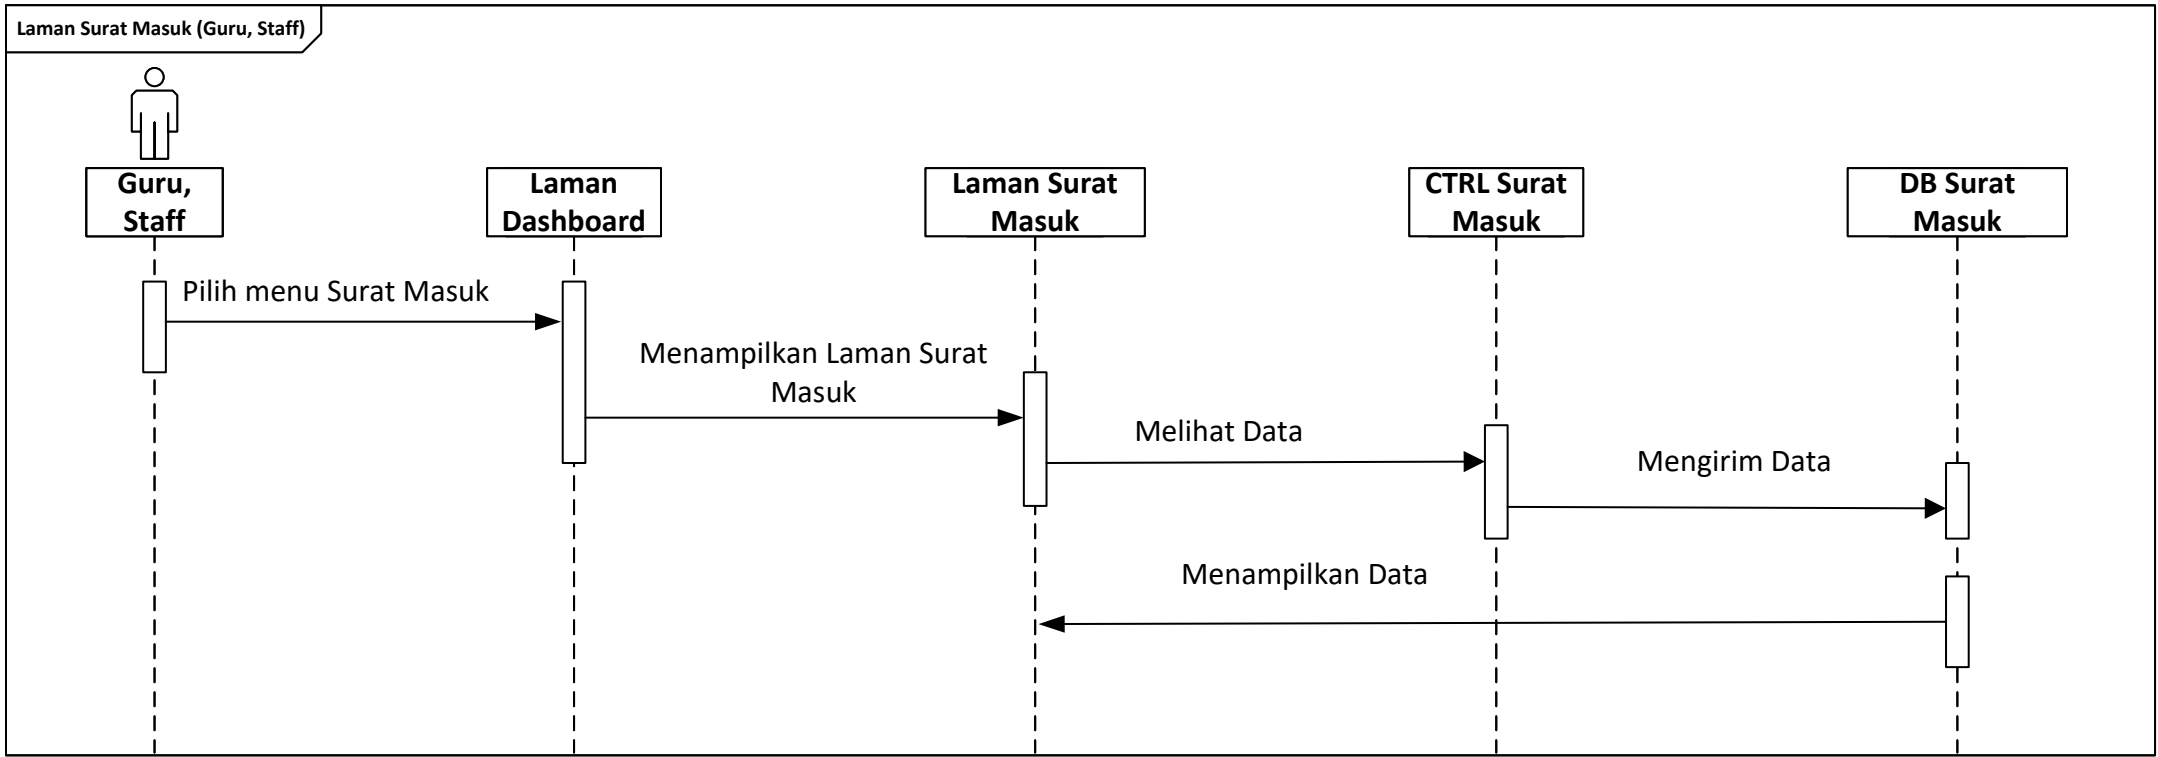 Laman Surat Masuk (Guru, Staff)
Guru,
Staff
Laman
Dashboard
Laman Surat
Masuk
CTRL Surat
Masuk
DB Surat
Masuk
Pilih menu Surat Masuk
Menampilkan Laman Surat
Masuk
Melihat Data
Mengirim Data
Menampilkan Data